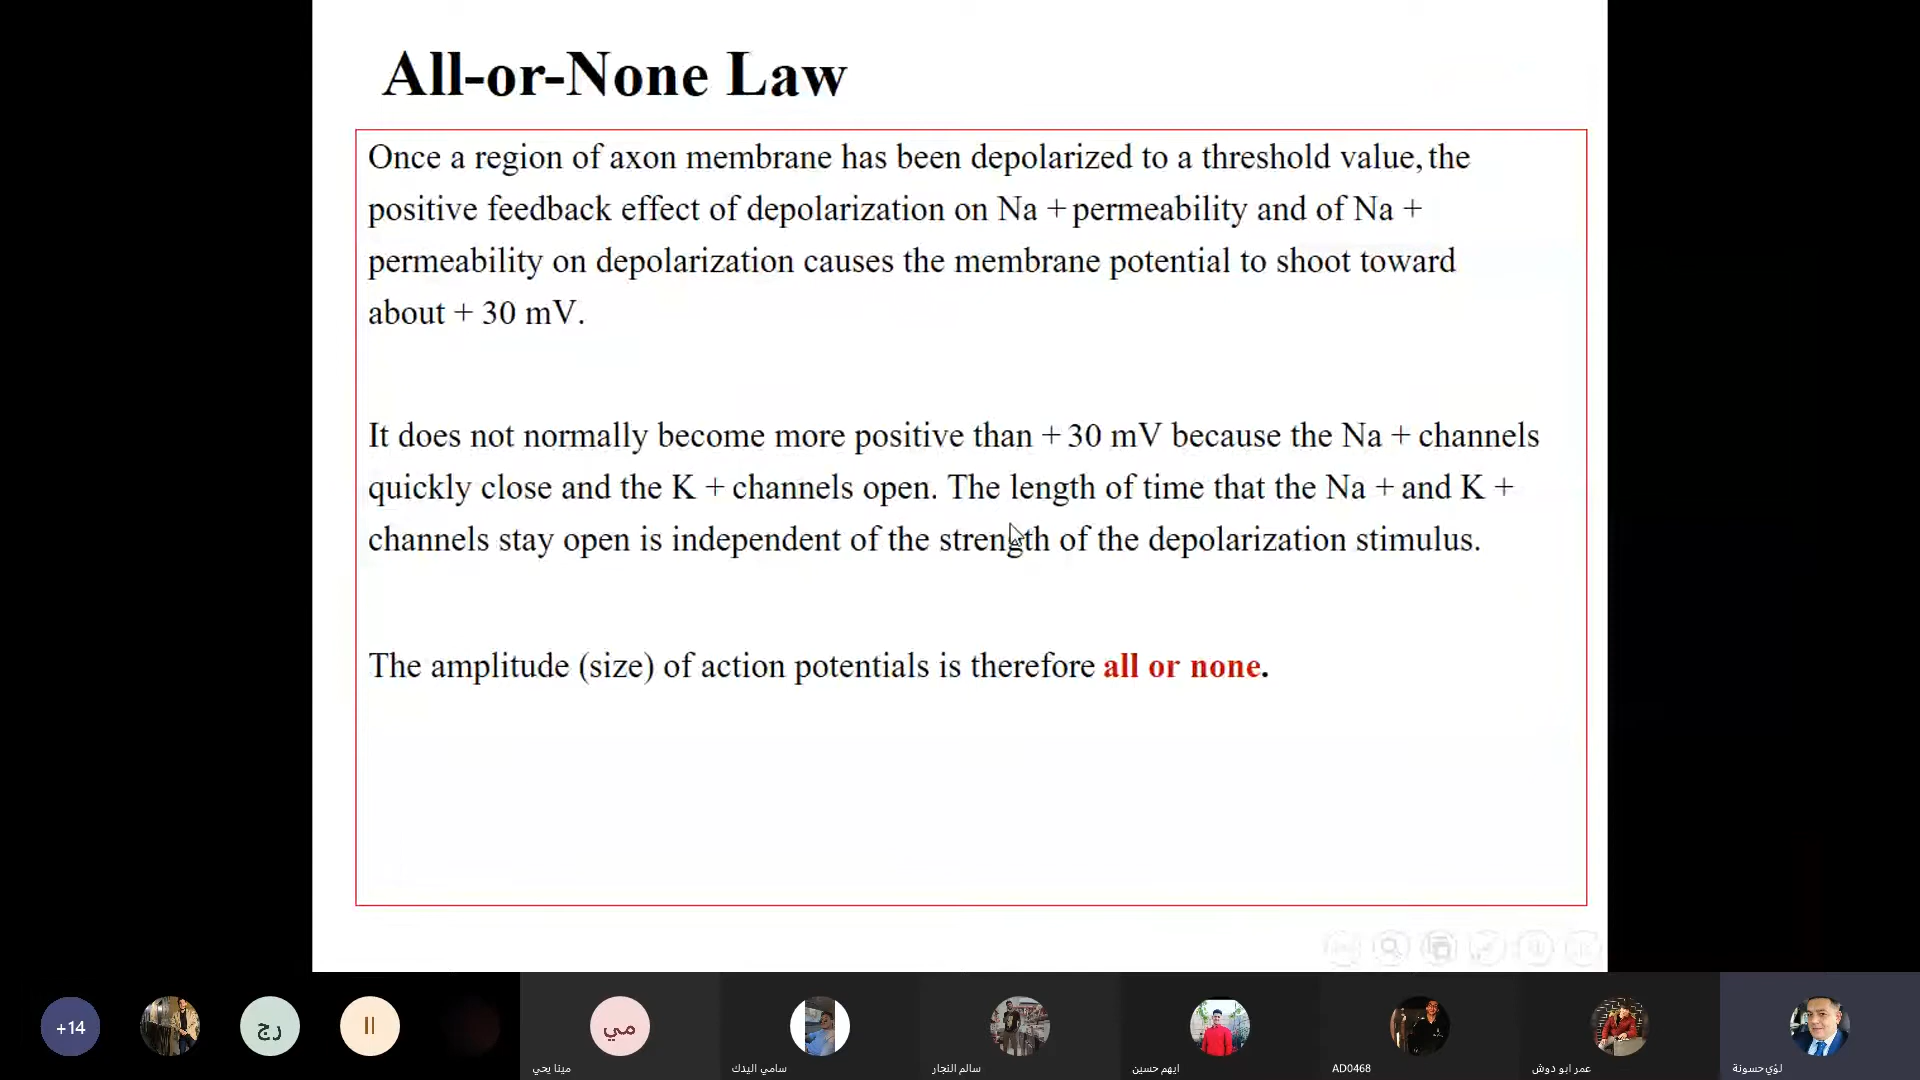 All-or-None Law
Once a region of axon membrane has been depolarized to a threshold value, the
positive feedback effect of depolarization on Na + permeability and of Na +
permeability on depolarization causes the membrane potential to shoot toward
about + 30 mV.
It does not normally become more positive than + 30 mV because the Na + channels
quickly close and the K + channels open. The length of time that the Na + and K +
channels stay open is independent of the strength of the depolarization stimulus.
The amplitude (size) of action potentials is therefore all or none.
+14
رج
اا
مي
مينا يحي
سامي اليدك
سالم النجار
ايهم حسين
AD0468
عمر ابو دوش
لؤي حسونة